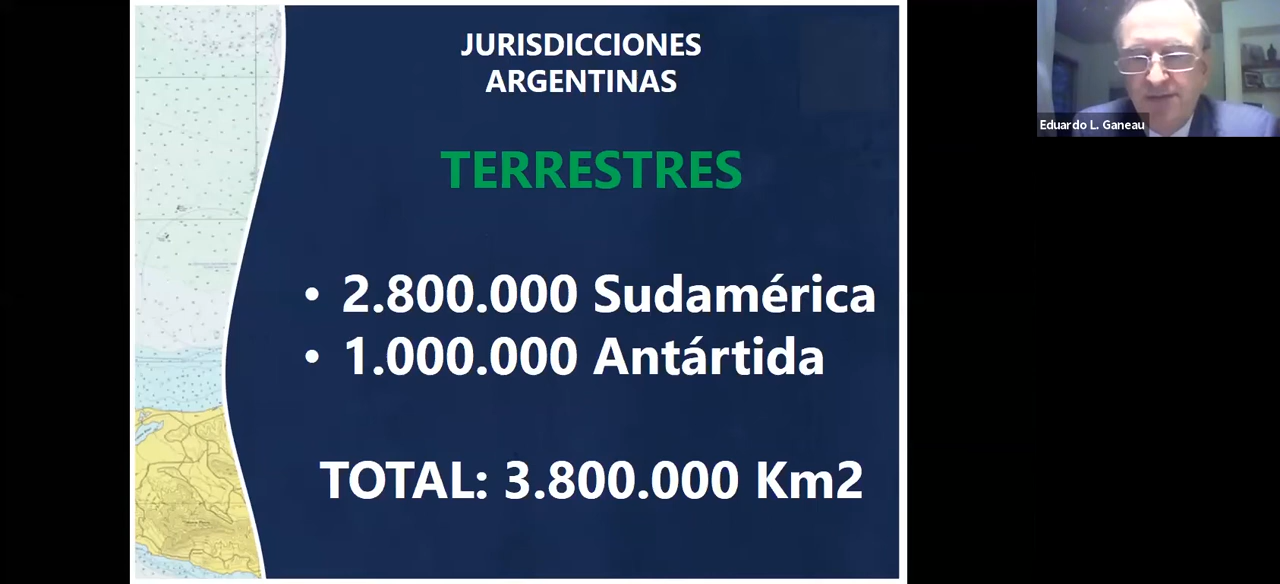 JURISDICCIONES
ARGENTINAS
TERRESTRES
• 2.800.000 Sudamérica
• 1.000.000 Antártida
TOTAL: 3.800.000 Km2
Eduardo L. Ganeau